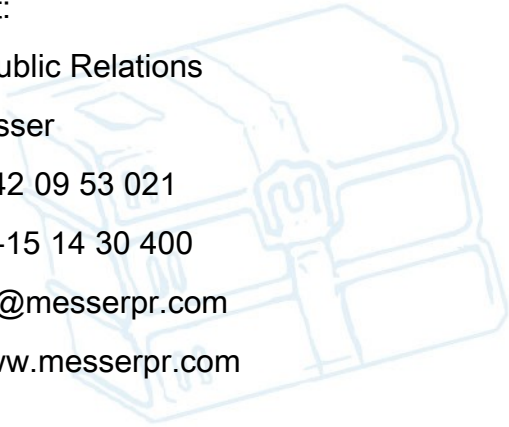 t:
ublic Relations
sser
42 09 53 021
-15 14 30 400
@messerpr.com
ww.messerpr.com